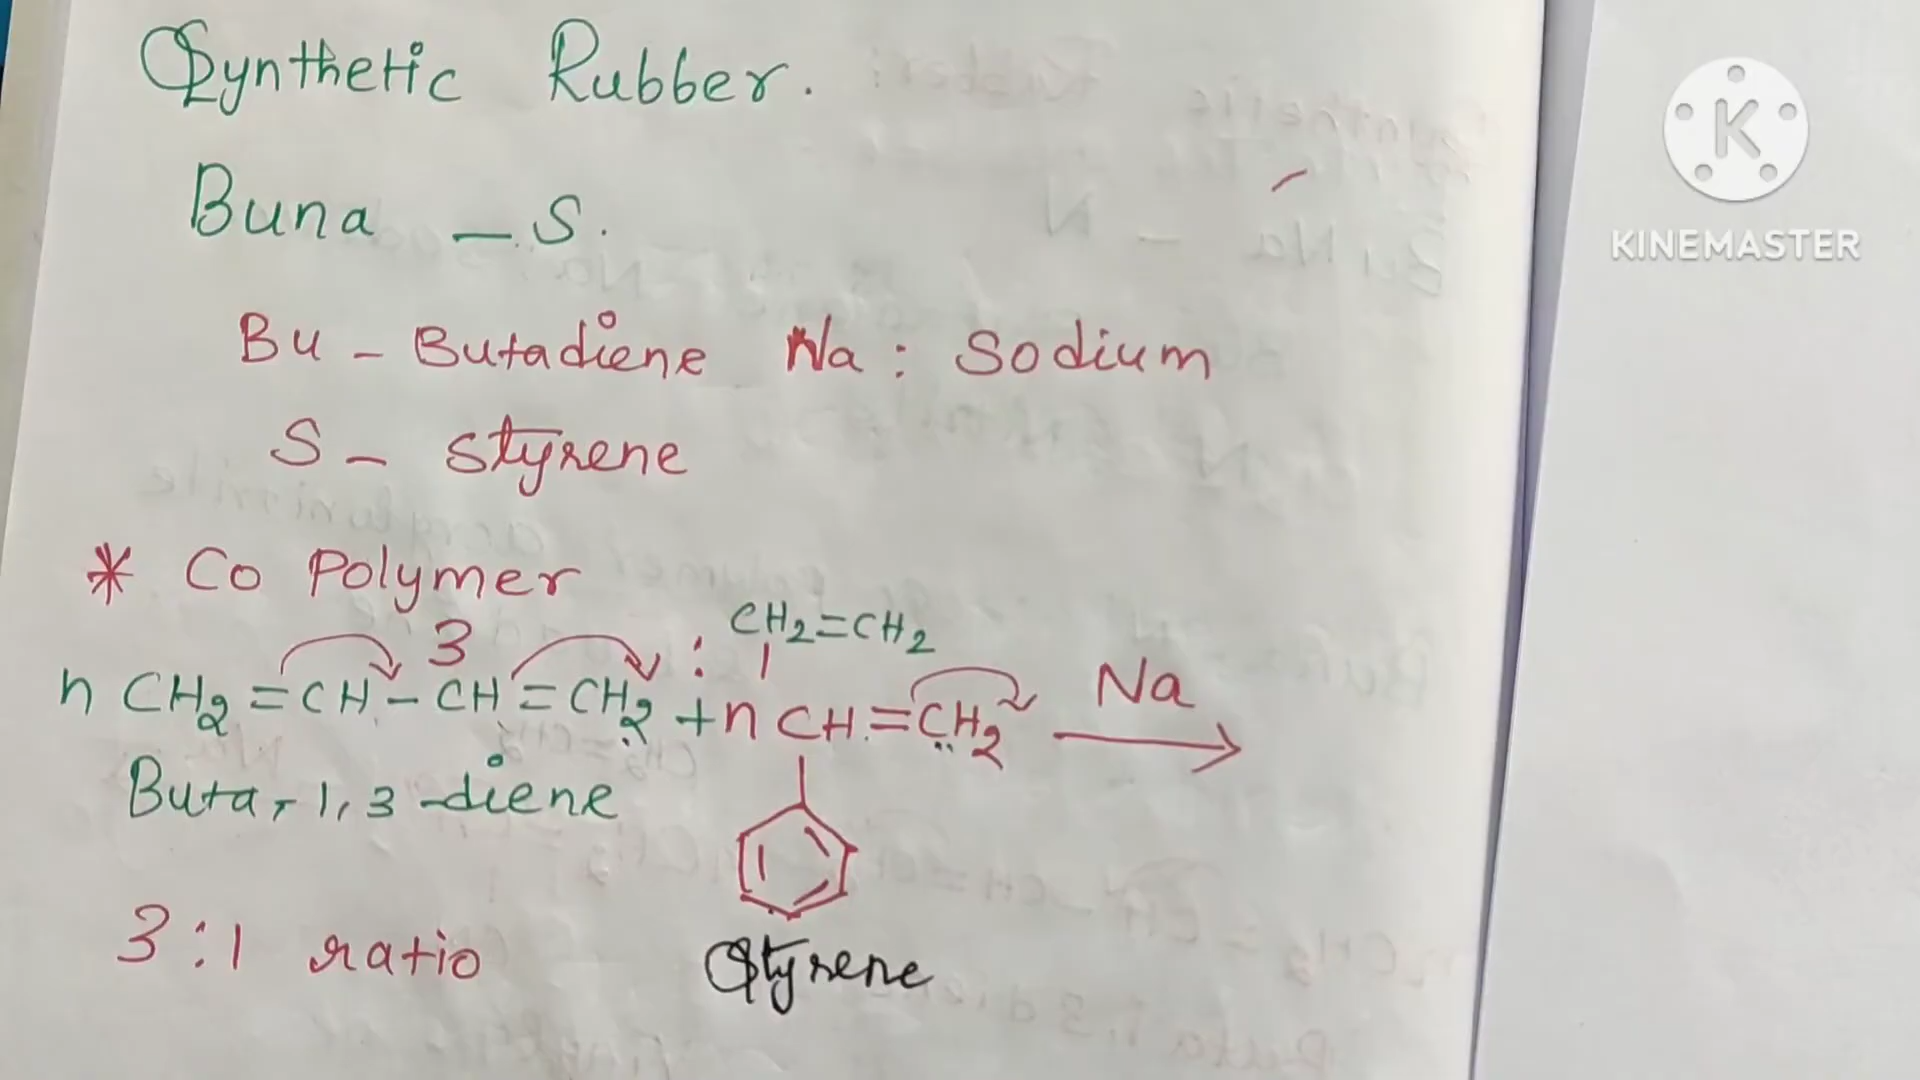 Synthetic Rubber.
Buna - S.
Bu - Butadiene Na : Sodium
S - Styrene
* Co Polymer
3 : 1
CH2=CH2
n CH2=CH-CH=CH2 + n CH=CH2 Na
Buta-1,3-diene
3:1 ratio
Styrene
K
KINEMASTER